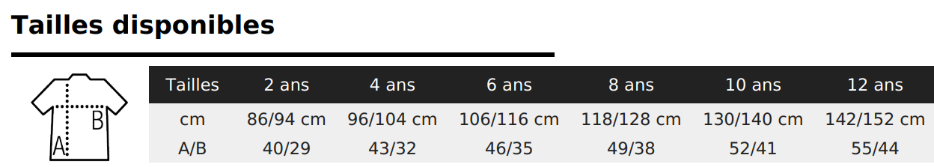 Tailles disponibles
Tailles 2 ans 4 ans 6 ans 8 ans 10 ans 12 ans
cm 86/94 cm 96/104 cm 106/116 cm 118/128 cm 130/140 cm 142/152 cm
A/B 40/29 43/32 46/35 49/38 52/41 55/44
B
A